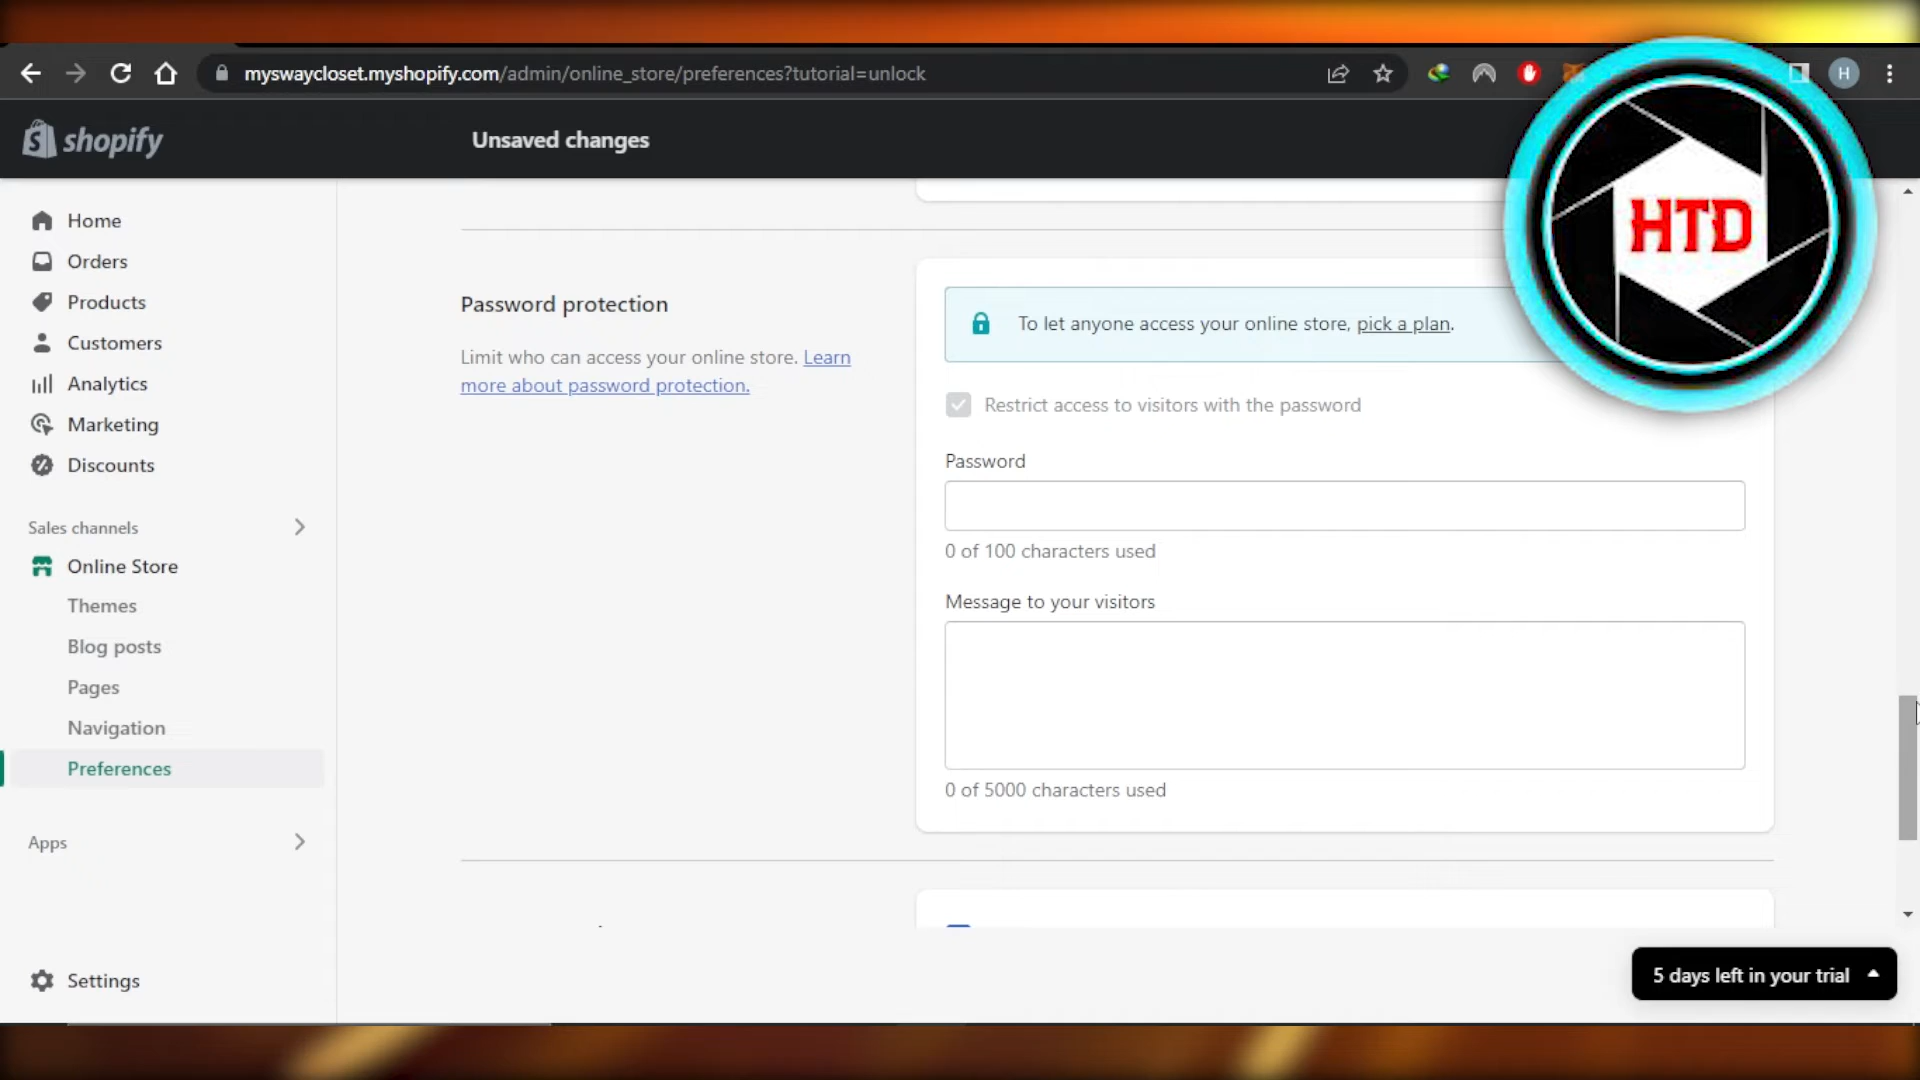 myswaycloset.myshopify.com/admin/online_store/preferences?tutorial=unlock
H
shopify
Unsaved changes
HTD
Home
Orders
Products
Customers
Analytics
Marketing
Discounts
Sales channels
Online Store
Themes
Blog posts
Pages
Navigation
Preferences
Apps
Settings
Password protection
Limit who can access your online store. Learn
more about password protection.
To let anyone access your online store, pick a plan.
Restrict access to visitors with the password
Password
0 of 100 characters used
Message to your visitors
0 of 5000 characters used
5 days left in your trial